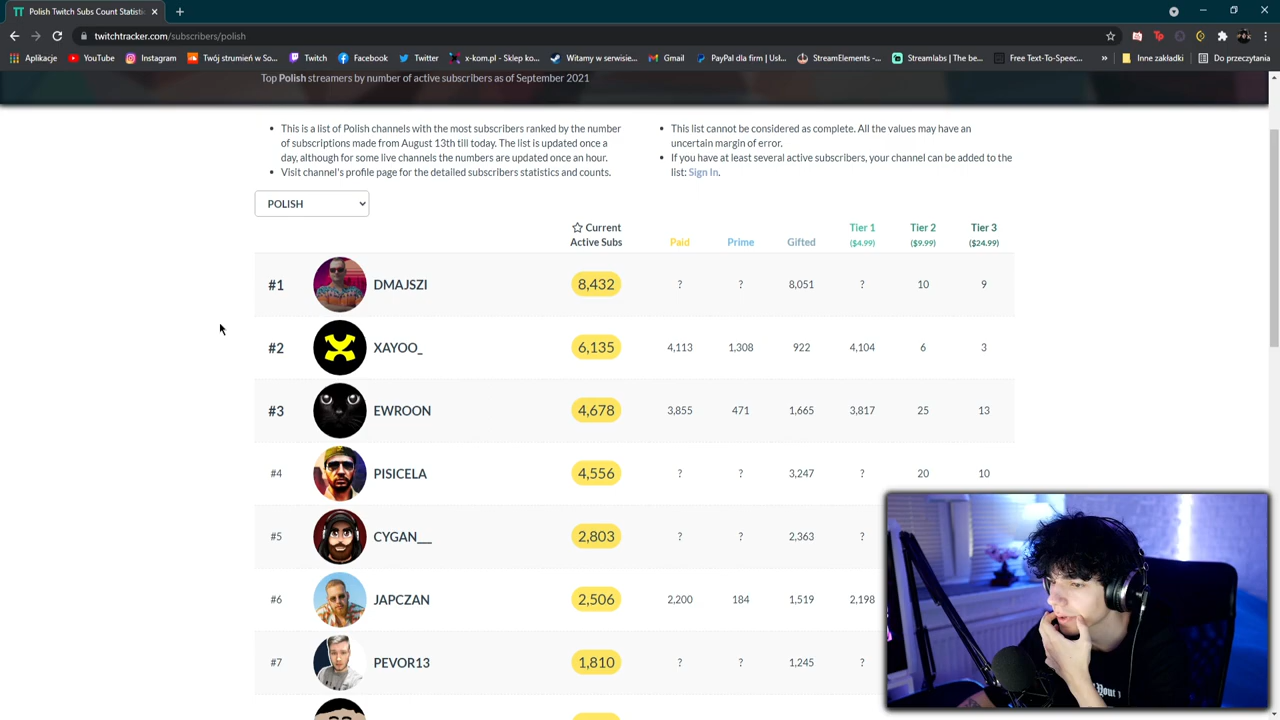 Polish Twitch Subs Count Statis
twitchtracker.com/subscribers/polish
Aplikacje YouTube Instagram Twój strumień w So... Twitch Facebook Twitter x-kom.pl - Sklep ko... Witamy w serwisie... Gmail PayPal dla firm | Usł... StreamElements -... Streamlabs | The be... Free Text-To-Speec... » Inne zakładki Do przeczytania
Top Polish streamers by number of active subscribers as of September 2021
• This is a list of Polish channels with the most subscribers ranked by the number
of subscriptions made from August 13th till today. The list is updated once a
day, although for some live channels the numbers are updated once an hour.
• Visit channel's profile page for the detailed subscribers statistics and counts.
• This list cannot be considered as complete. All the values may have an
uncertain margin of error.
• If you have at least several active subscribers, your channel can be added to the
list: Sign In.
POLISH
Current
Active Subs
Paid Prime Gifted
Tier 1
($4.99)
Tier 2
($9.99)
Tier 3
($24.99)
#1 DMAJSZI 8,432 ? ? 8,051 ? 10 9
#2 XAYOO_ 6,135 4,113 1,308 922 4,104 6 3
#3 EWROON 4,678 3,855 471 1,665 3,817 25 13
#4 PISICELA 4,556 ? ? 3,247 ? 20 10
#5 CYGAN___ 2,803 ? ? 2,363 ?
#6 JAPCZAN 2,506 2,200 184 1,519 2,198
#7 PEVOR13 1,810 ? ? 1,245 ?